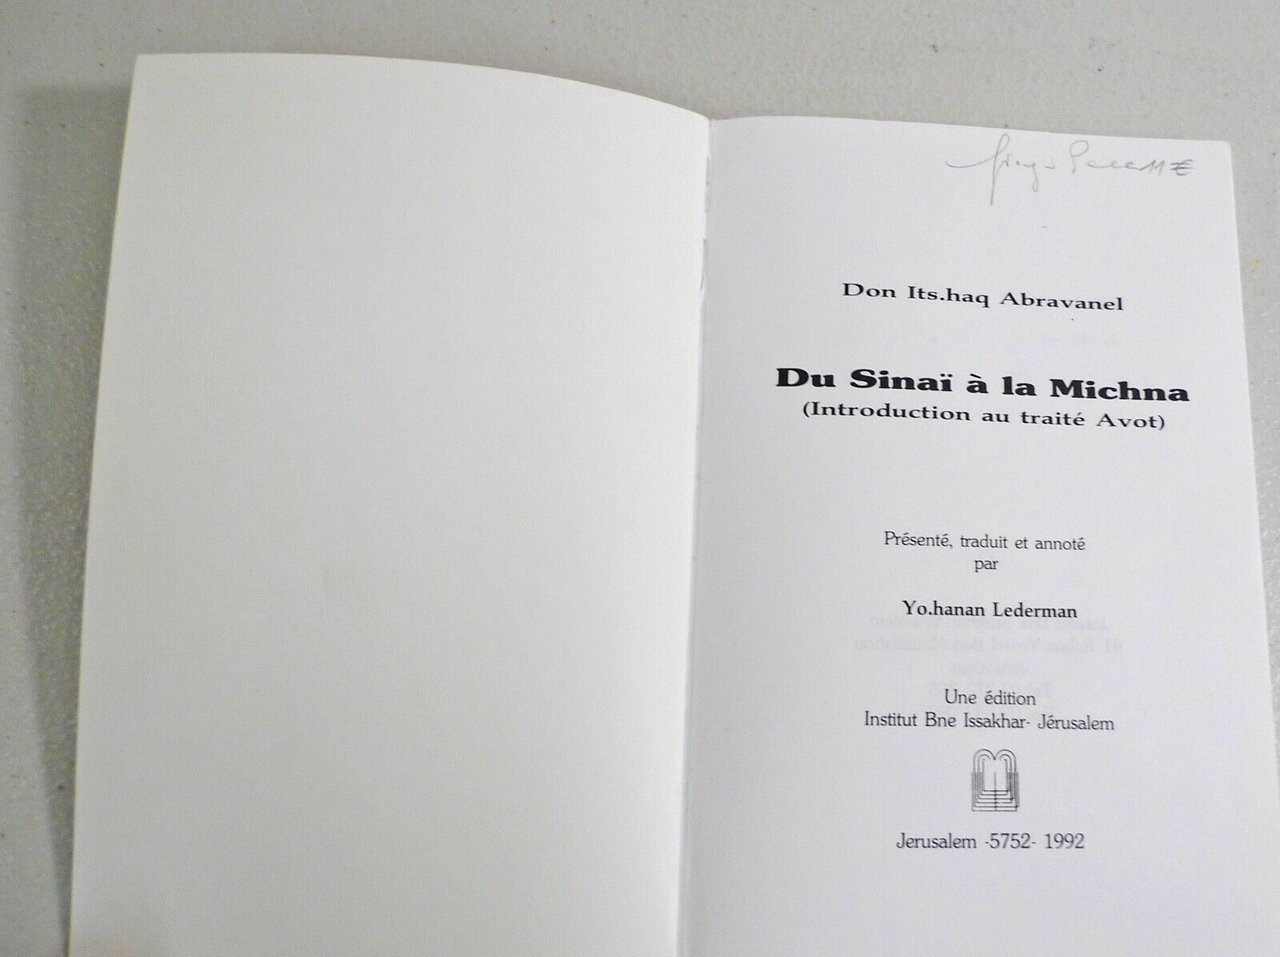 Don Its.haq Abravanel
Du Sinaï à la Michna
(Introduction au traité Avot)
Présenté, traduit et annoté
par
Yo.hanan Lederman
Une édition
Institut Bne Issakhar- Jérusalem
Jerusalem -5752- 1992